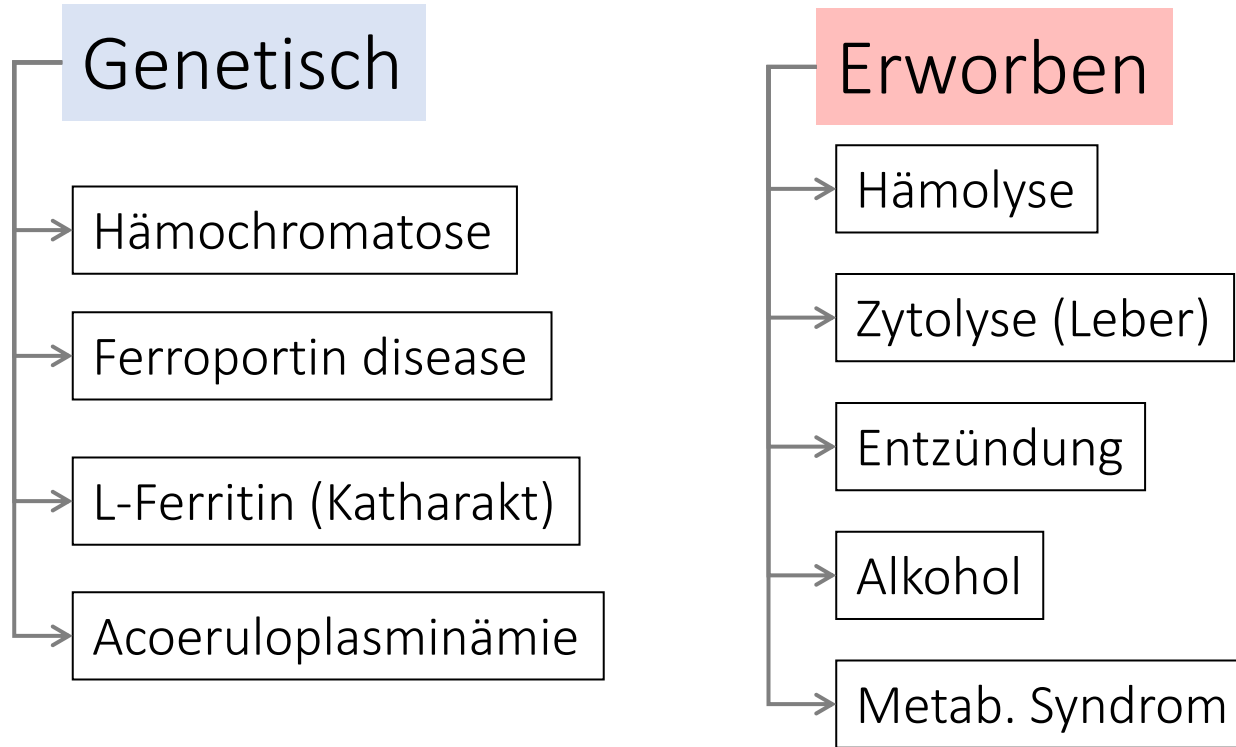 Genetisch
Hämochromatose
Ferroportin disease
L-Ferritin (Katharakt)
Acoeruloplasminämie
Erworben
Hämolyse
Zytolyse (Leber)
Entzündung
Alkohol
Metab. Syndrom